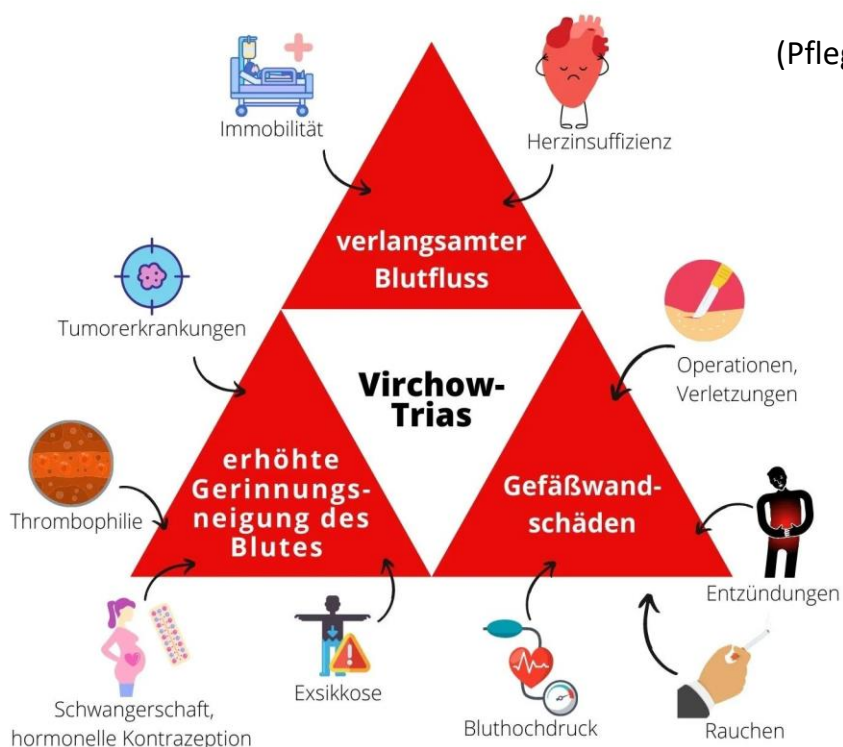 (Pfleg
Immobilität
Herzinsuffizienz
verlangsamter
Blutfluss
Tumorerkrankungen
Operationen,
Verletzungen
Virchow-
Trias
Thrombophilie
erhöhte
Gerinnungs-
neigung des
Blutes
Gefäßwand-
schäden
Entzündungen
Schwangerschaft,
hormonelle Kontrazeption
Exsikkose
Bluthochdruck
Rauchen